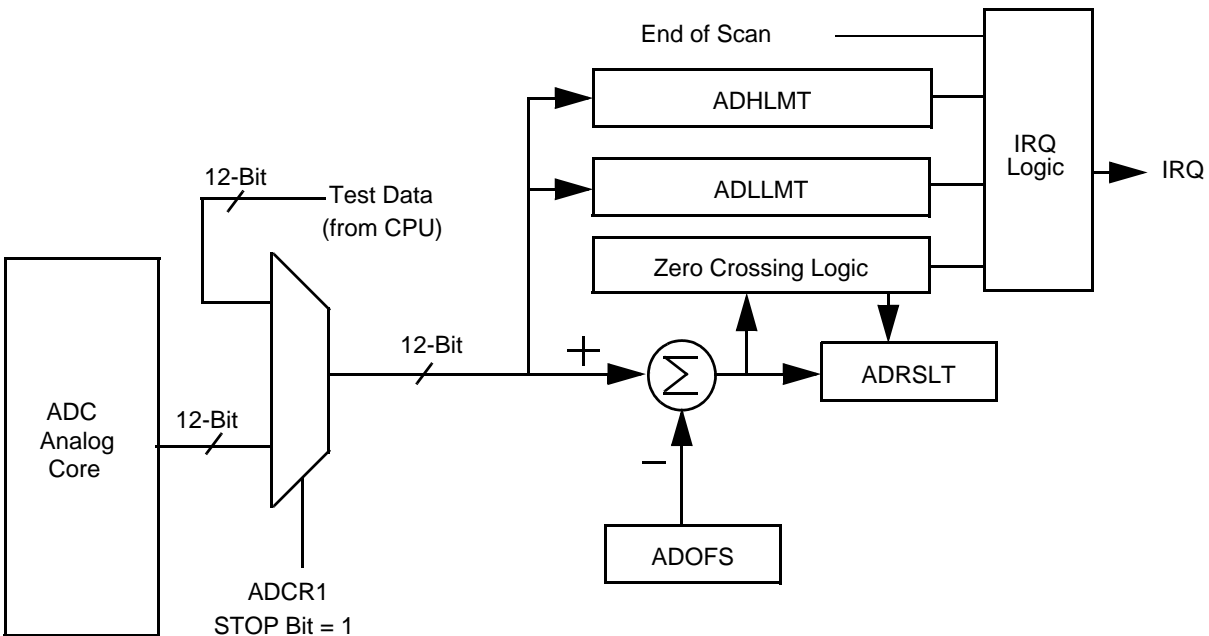 End of Scan
ADHLMT
IRQ
Logic
IRQ
12-Bit
Test Data
(from CPU)
ADLLMT
Zero Crossing Logic
12-Bit
+
Σ
ADRSLT
ADC
Analog
Core
12-Bit
–
ADOFS
ADCR1
STOP Bit = 1